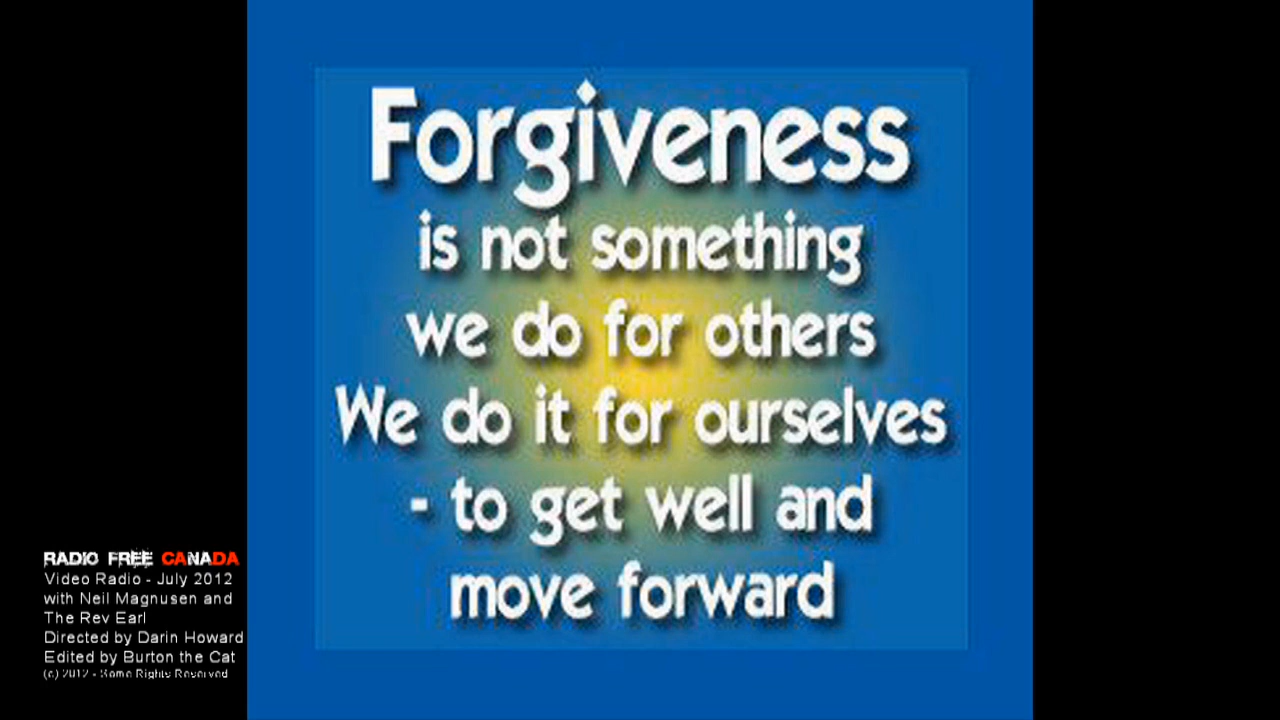 Forgiveness
is not something
we do for others
We do it for ourselves
- to get well and
move forward
RADIO FREE CANADA
Video Radio - July 2012
with Neil Magnusen and
The Rev Earl
Directed by Darin Howard
Edited by Burton the Cat
(c) 2012 - Some Rights Reserved